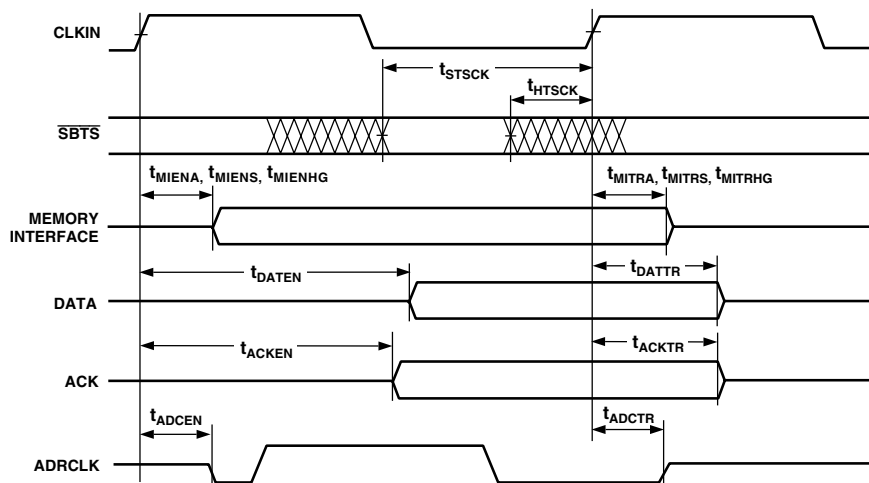 CLKIN
tSTSCK
tHTSCK
SBTS
tMIENA, tMIENS, tMIENHG
tMITRA, tMITRS, tMITRHG
MEMORY
INTERFACE
tDATEN
tDATTR
DATA
tACKEN
tACKTR
ACK
tADCEN
tADCTR
ADRCLK